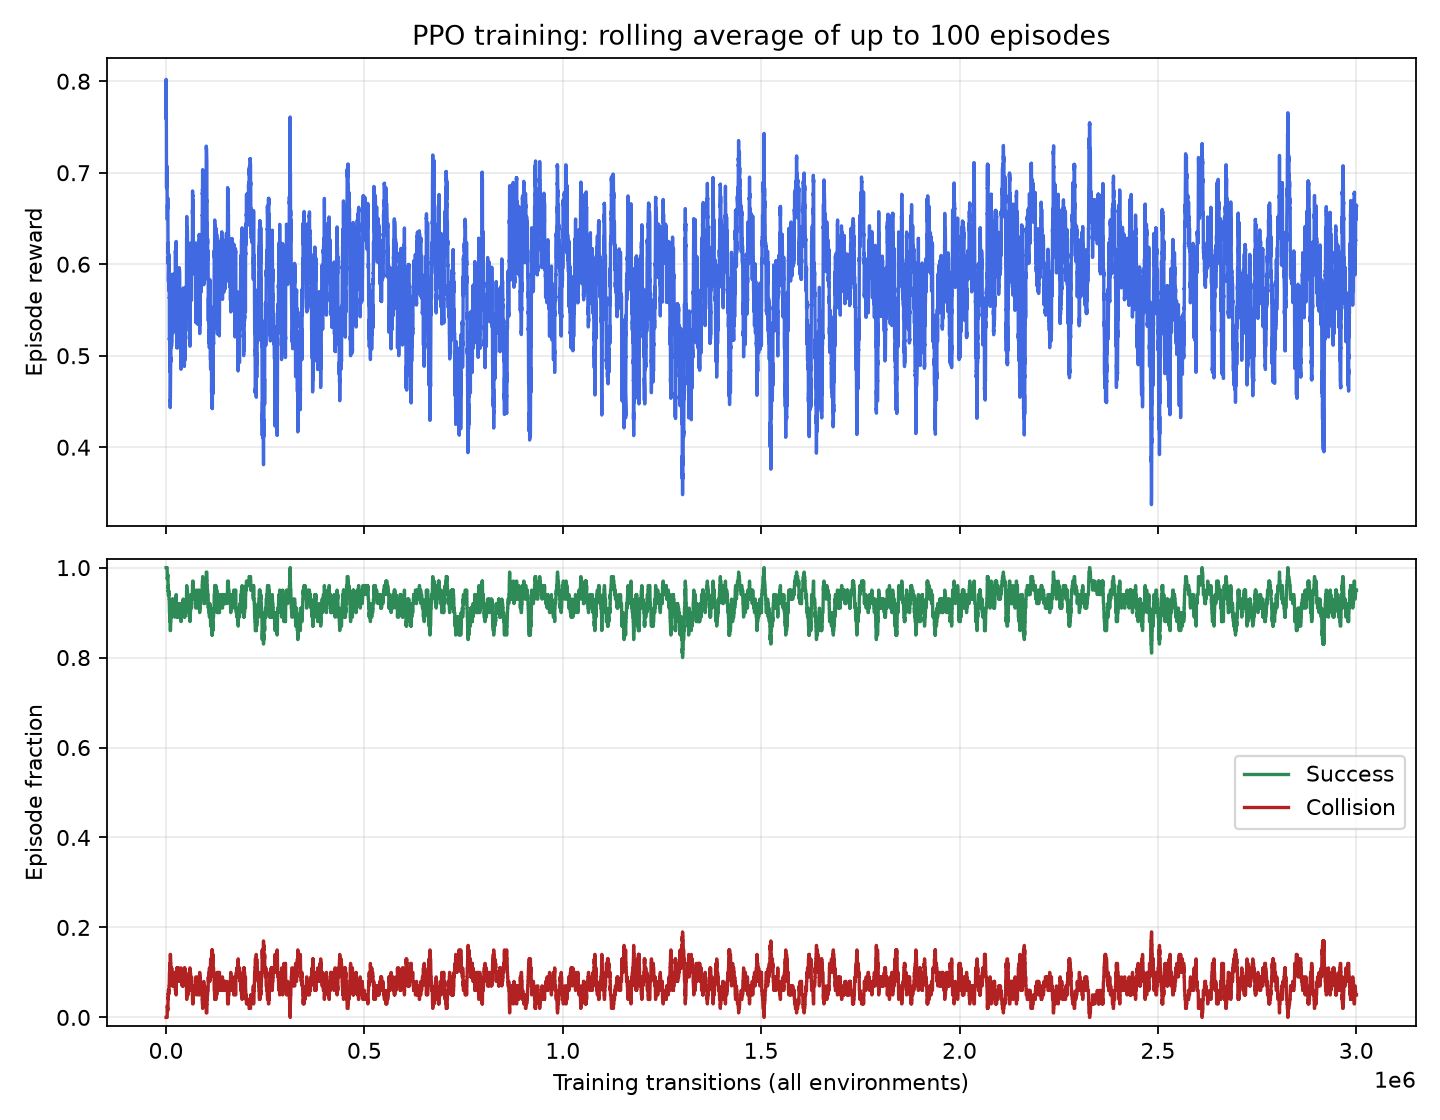 PPO training: rolling average of up to 100 episodes
Episode reward
0.8
0.7
0.6
0.5
0.4
Episode fraction
1.0
0.8
0.6
0.4
0.2
0.0
Success
Collision
0.0 0.5 1.0 1.5 2.0 2.5 3.0
1e6
Training transitions (all environments)